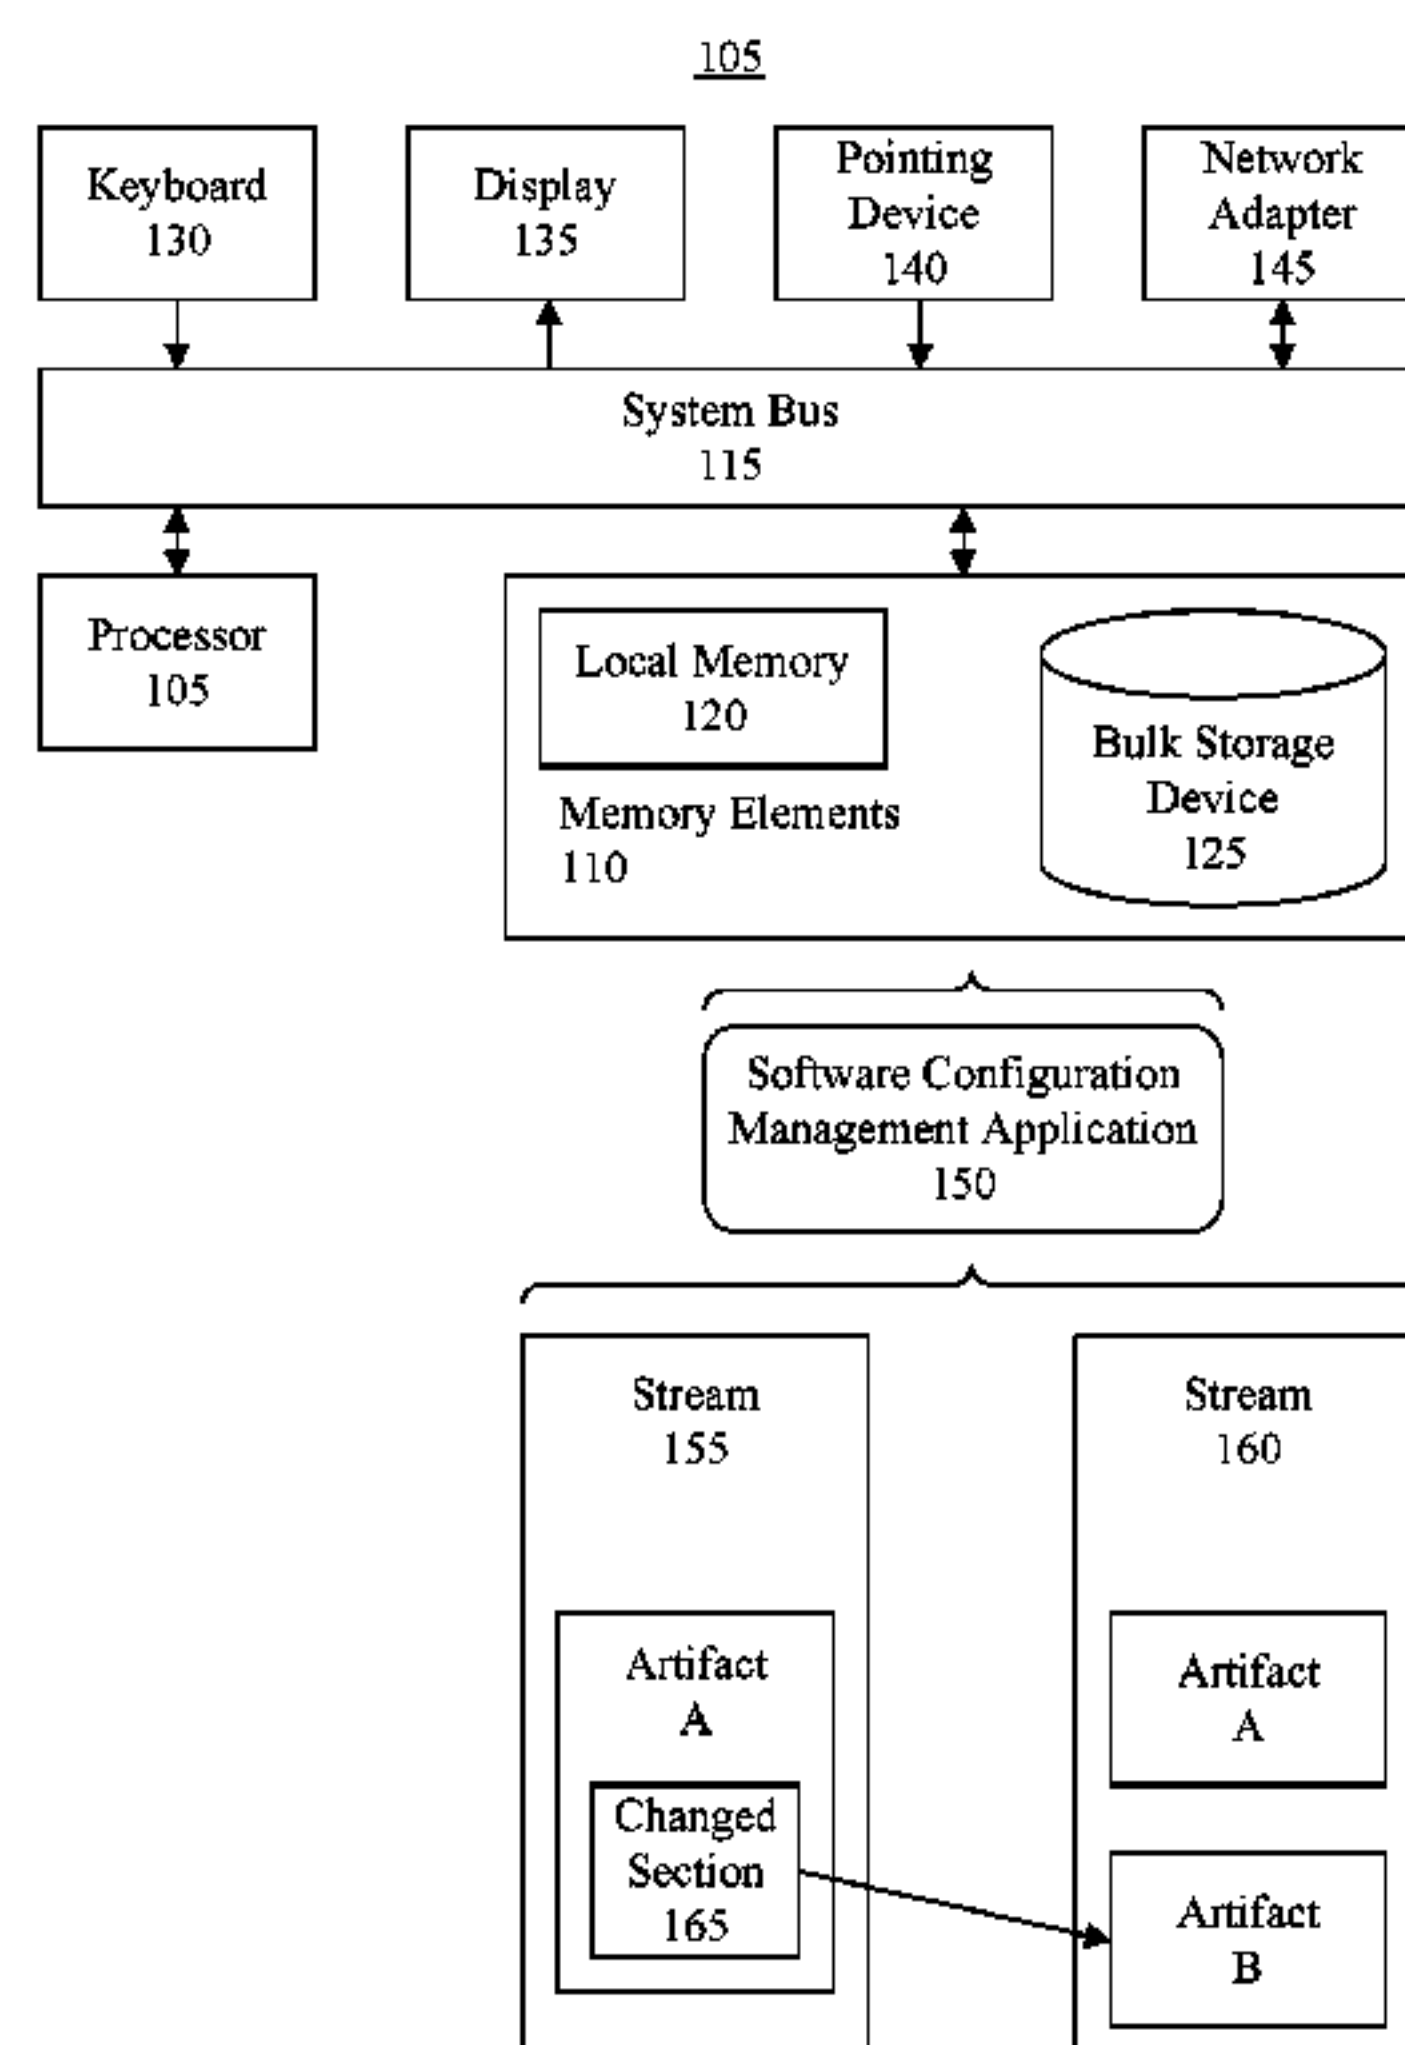 105
Keyboard
130
Display
135
Pointing
Device
140
Network
Adapter
145
System Bus
115
Processor
105
Local Memory
120
Memory Elements
110
Bulk Storage
Device
125
Software Configuration
Management Application
150
Stream
155
Artifact
A
Changed
Section
165
Stream
160
Artifact
A
Artifact
B